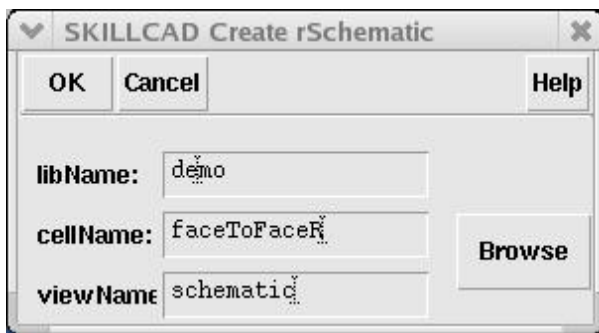 SKILLCAD Create rSchematic
OK Cancel Help
libName: demo
cellName: faceToFaceR
Browse
viewName schematic